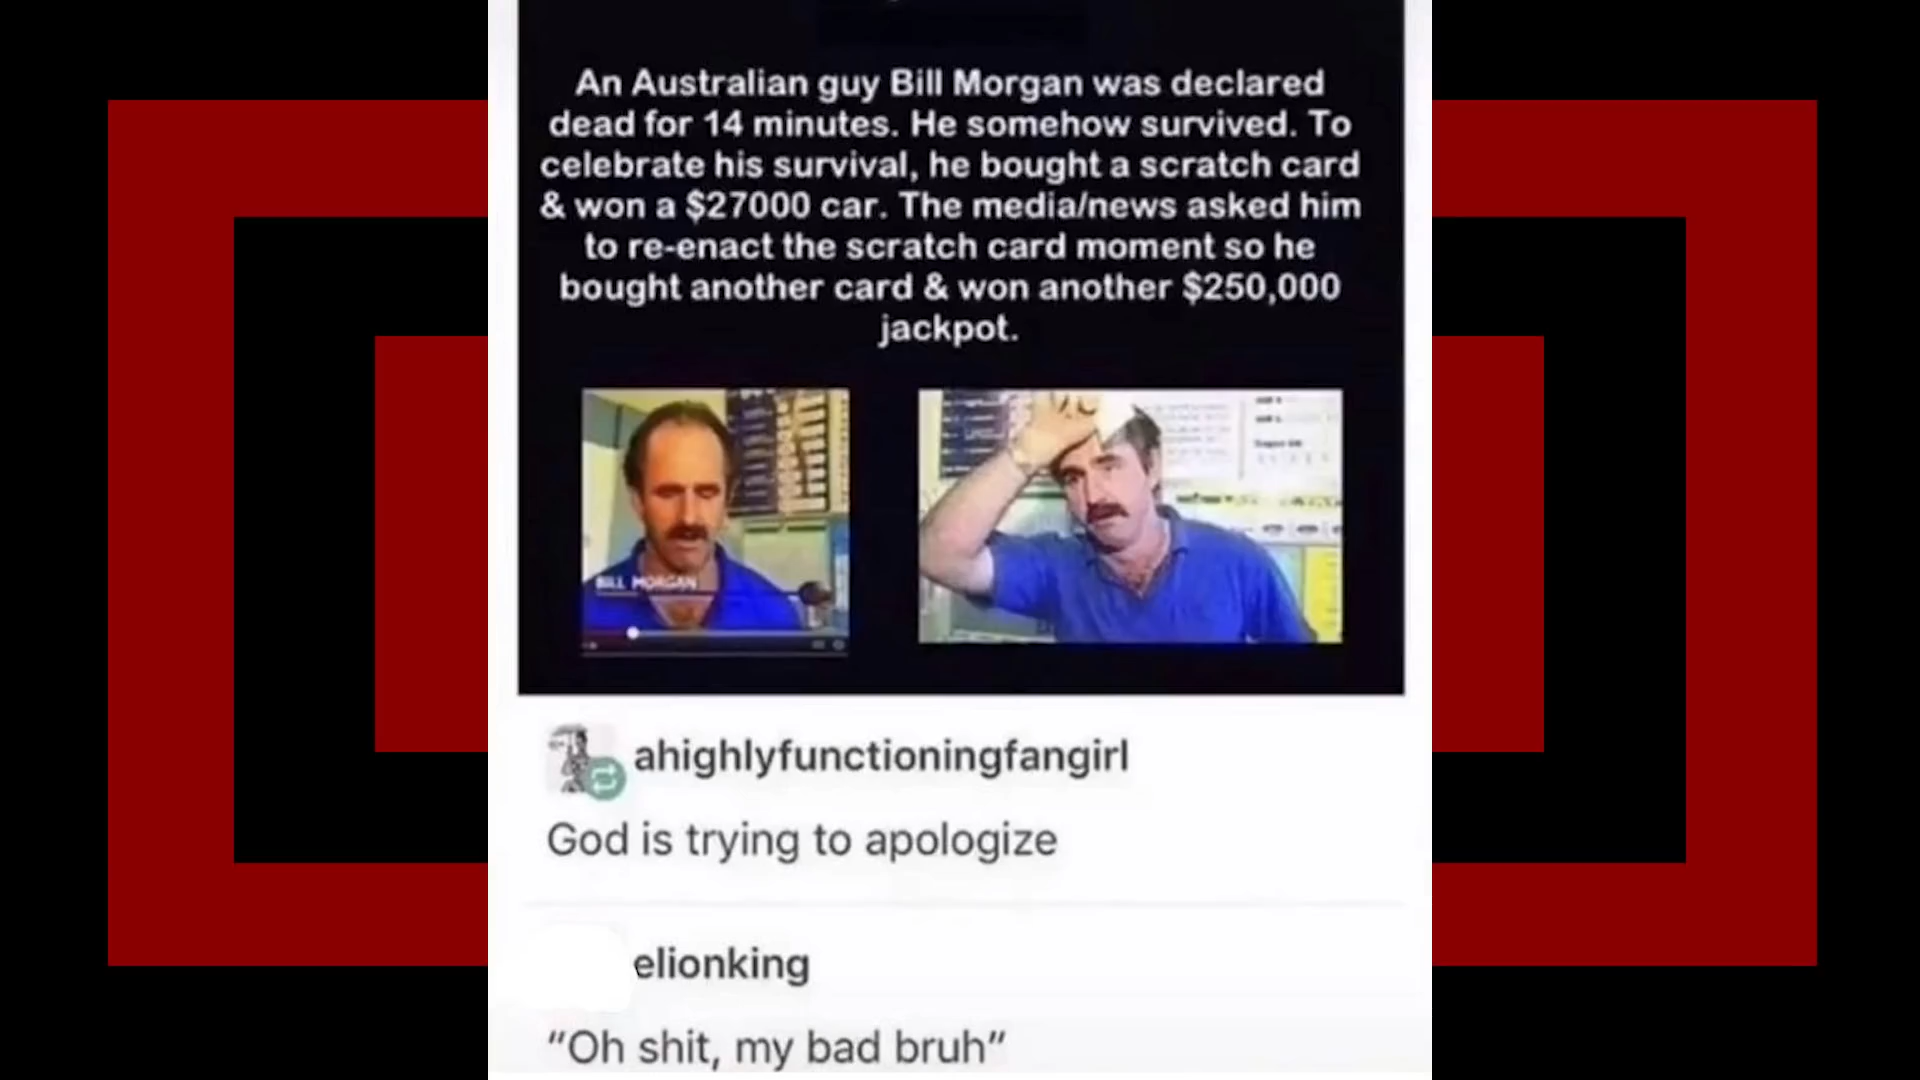 An Australian guy Bill Morgan was declared
dead for 14 minutes. He somehow survived. To
celebrate his survival, he bought a scratch card
& won a $27000 car. The media/news asked him
to re-enact the scratch card moment so he
bought another card & won another $250,000
jackpot.
BILL MORGAN
ahighlyfunctioningfangirl
God is trying to apologize
elionking
"Oh shit, my bad bruh"